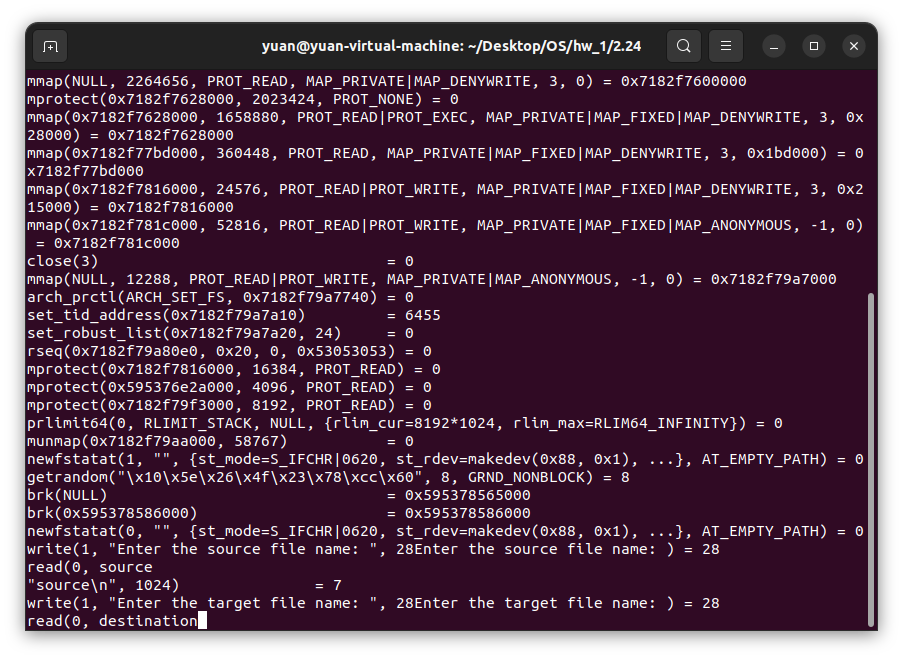 yuan@yuan-virtual-machine: ~/Desktop/OS/hw_1/2.24
mmap(NULL, 2264656, PROT_READ, MAP_PRIVATE|MAP_DENYWRITE, 3, 0) = 0x7182f7600000
mprotect(0x7182f7628000, 2023424, PROT_NONE) = 0
mmap(0x7182f7628000, 1658880, PROT_READ|PROT_EXEC, MAP_PRIVATE|MAP_FIXED|MAP_DENYWRITE, 3, 0x
28000) = 0x7182f7628000
mmap(0x7182f77bd000, 360448, PROT_READ, MAP_PRIVATE|MAP_FIXED|MAP_DENYWRITE, 3, 0x1bd000) = 0
x7182f77bd000
mmap(0x7182f7816000, 24576, PROT_READ|PROT_WRITE, MAP_PRIVATE|MAP_FIXED|MAP_DENYWRITE, 3, 0x2
15000) = 0x7182f7816000
mmap(0x7182f781c000, 52816, PROT_READ|PROT_WRITE, MAP_PRIVATE|MAP_FIXED|MAP_ANONYMOUS, -1, 0)
 = 0x7182f781c000
close(3)                                = 0
mmap(NULL, 12288, PROT_READ|PROT_WRITE, MAP_PRIVATE|MAP_ANONYMOUS, -1, 0) = 0x7182f79a7000
arch_prctl(ARCH_SET_FS, 0x7182f79a7740) = 0
set_tid_address(0x7182f79a7a10)         = 6455
set_robust_list(0x7182f79a7a20, 24)     = 0
rseq(0x7182f79a80e0, 0x20, 0, 0x53053053) = 0
mprotect(0x7182f7816000, 16384, PROT_READ) = 0
mprotect(0x595376e2a000, 4096, PROT_READ) = 0
mprotect(0x7182f79f3000, 8192, PROT_READ) = 0
prlimit64(0, RLIMIT_STACK, NULL, {rlim_cur=8192*1024, rlim_max=RLIM64_INFINITY}) = 0
munmap(0x7182f79aa000, 58767)           = 0
newfstatat(1, "", {st_mode=S_IFCHR|0620, st_rdev=makedev(0x88, 0x1), ...}, AT_EMPTY_PATH) = 0
getrandom("\x10\x5e\x26\x4f\x23\x78\xcc\x60", 8, GRND_NONBLOCK) = 8
brk(NULL)                               = 0x595378565000
brk(0x595378586000)                     = 0x595378586000
newfstatat(0, "", {st_mode=S_IFCHR|0620, st_rdev=makedev(0x88, 0x1), ...}, AT_EMPTY_PATH) = 0
write(1, "Enter the source file name: ", 28Enter the source file name: ) = 28
read(0, source
"source\n", 1024)               = 7
write(1, "Enter the target file name: ", 28Enter the target file name: ) = 28
read(0, destination